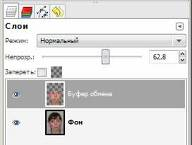 Слои
Режим: Нормальный
Непрозр.: 62,8
Запереть:
Буфер обмена
Фон